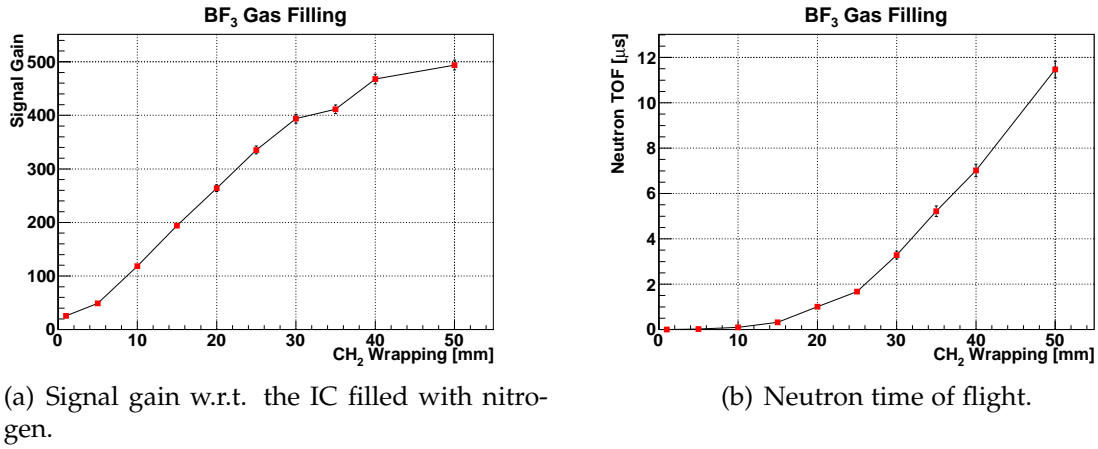 BF3 Gas Filling
Signal Gain
500
400
300
200
100
0
0 10 20 30 40 50
CH2 Wrapping [mm]
(a) Signal gain w.r.t. the IC filled with nitro-
gen.
BF3 Gas Filling
Neutron TOF [μs]
12
10
8
6
4
2
0
0 10 20 30 40 50
CH2 Wrapping [mm]
(b) Neutron time of flight.